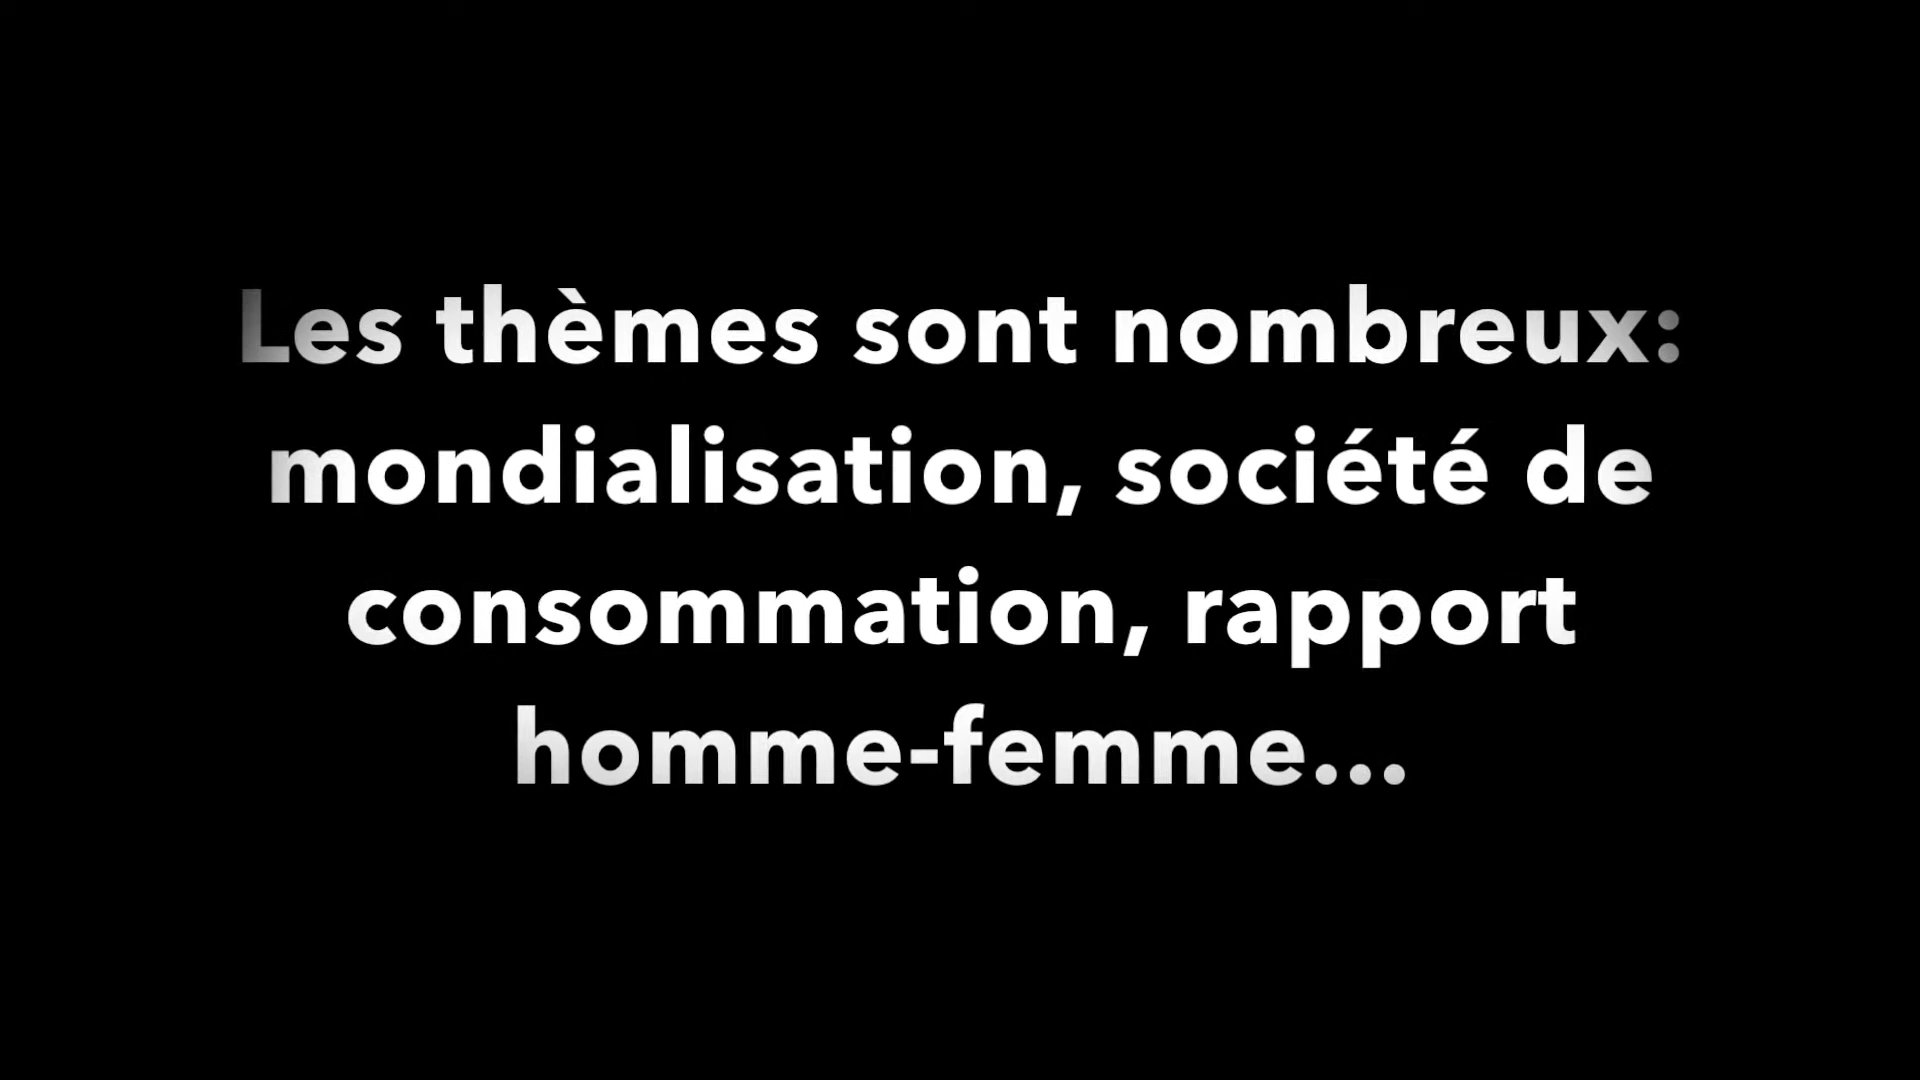 Les thèmes sont nombreux:
mondialisation, société de
consommation, rapport
homme-femme...